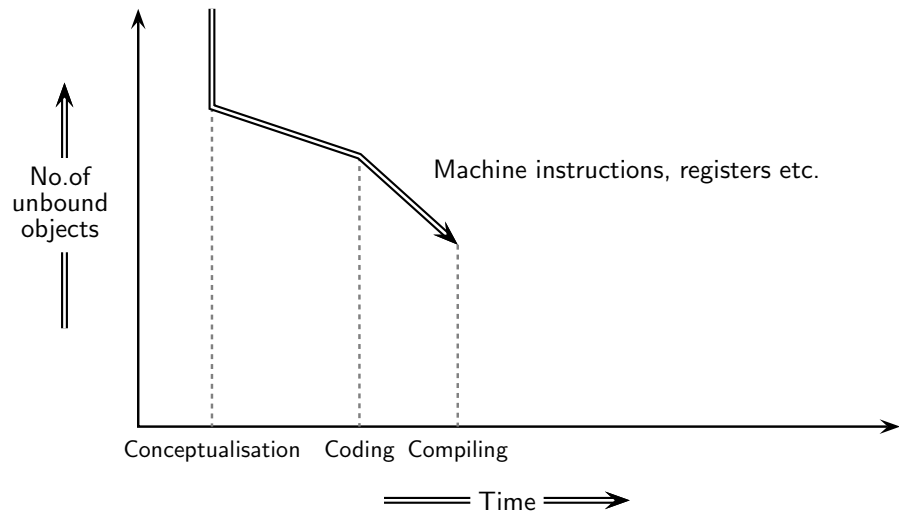 Machine instructions, registers etc.
No.of
unbound
objects
Conceptualisation
Coding
Compiling
Time